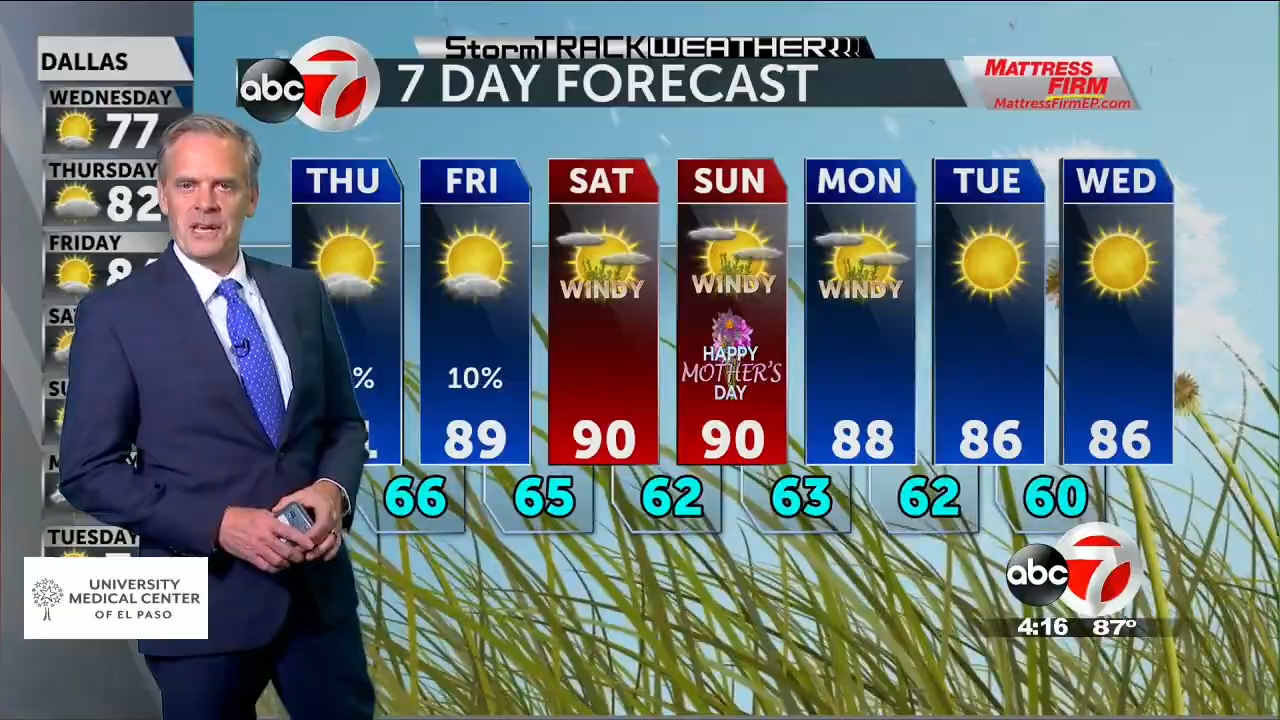 StormTRACKWEATHER
abc 7
7 DAY FORECAST
MATTRESS
FIRM
MattressFirmEP.com
DALLAS
WEDNESDAY
77
THURSDAY
82
FRIDAY
TUESDAY
THU
FRI
SAT
SUN
MON
TUE
WED
WINDY
WINDY
WINDY
HAPPY
MOTHER'S
DAY
%
10%
89
90
90
88
86
86
66
65
62
63
62
60
UNIVERSITY
MEDICAL CENTER
OF EL PASO
abc 7
4:16 87°